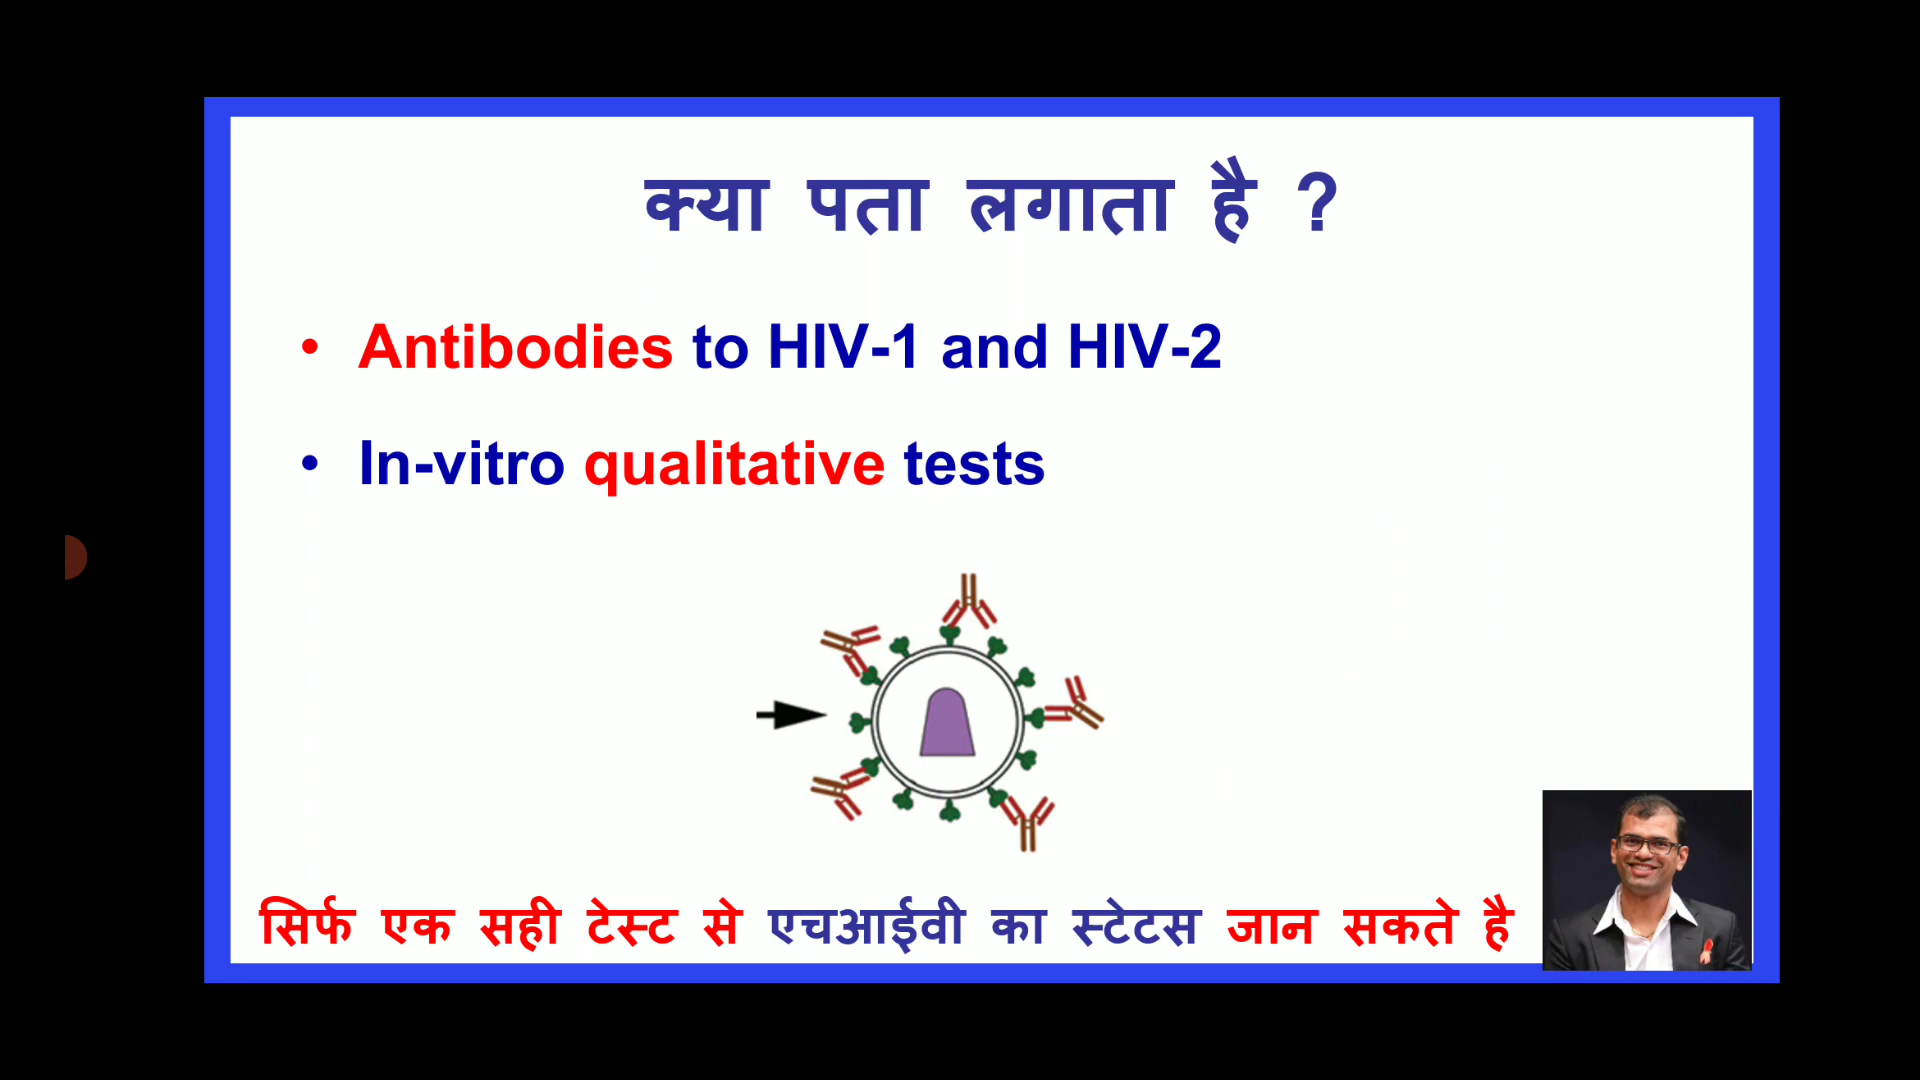 क्या पता लगाता है ?
• Antibodies to HIV-1 and HIV-2
• In-vitro qualitative tests
सिर्फ एक सही टेस्ट से एचआईवी का स्टेटस जान सकते है